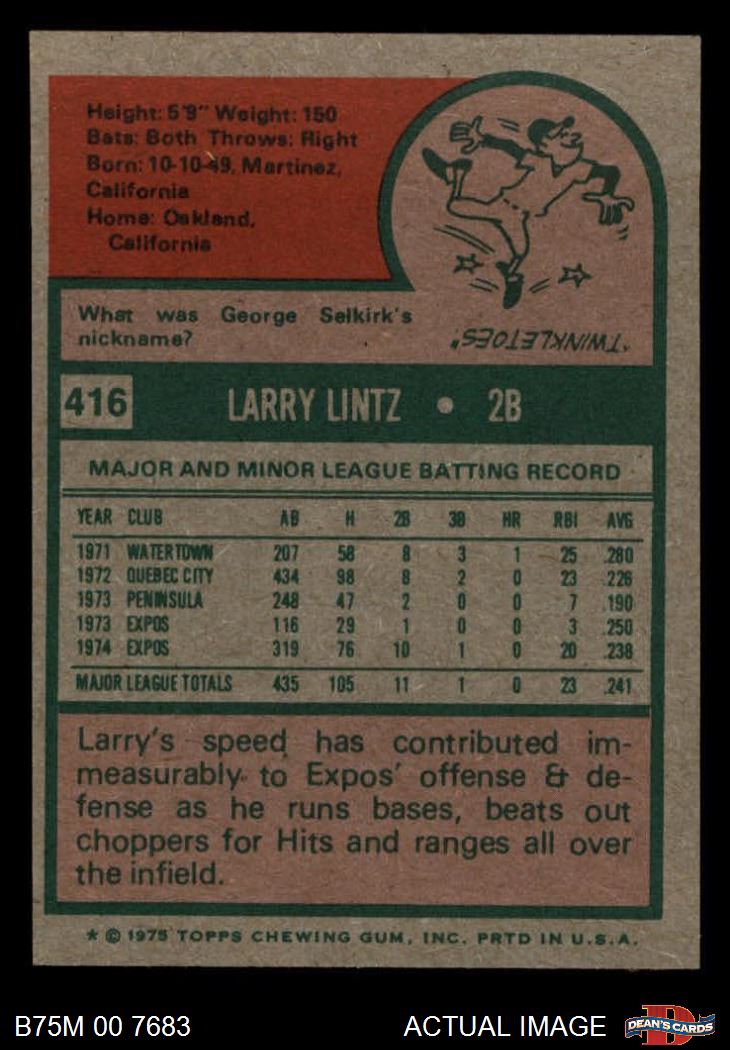 Height: 5'9" Weight: 150
Bats: Both Throws: Right
Born: 10-10-49, Martinez,
California
Home: Oakland,
California
What was George Selkirk's
nickname?
"TWINKLETOES."
416 LARRY LINTZ • 2B
MAJOR AND MINOR LEAGUE BATTING RECORD
YEAR CLUB AB H 2B 3B HR RBI AVG
1971 WATERTOWN 207 58 8 3 1 25 .280
1972 QUEBEC CITY 434 98 8 2 0 23 .226
1973 PENINSULA 248 47 2 0 0 7 .190
1973 EXPOS 116 29 1 0 0 3 .250
1974 EXPOS 319 76 10 1 0 20 .238
MAJOR LEAGUE TOTALS 435 105 11 1 0 23 .241
Larry's speed has contributed im-
measurably to Expos' offense & de-
fense as he runs bases, beats out
choppers for Hits and ranges all over
the infield.
* © 1975 TOPPS CHEWING GUM, INC. PRTD IN U.S.A.
B75M 00 7683 ACTUAL IMAGE D DEAN'S CARDS